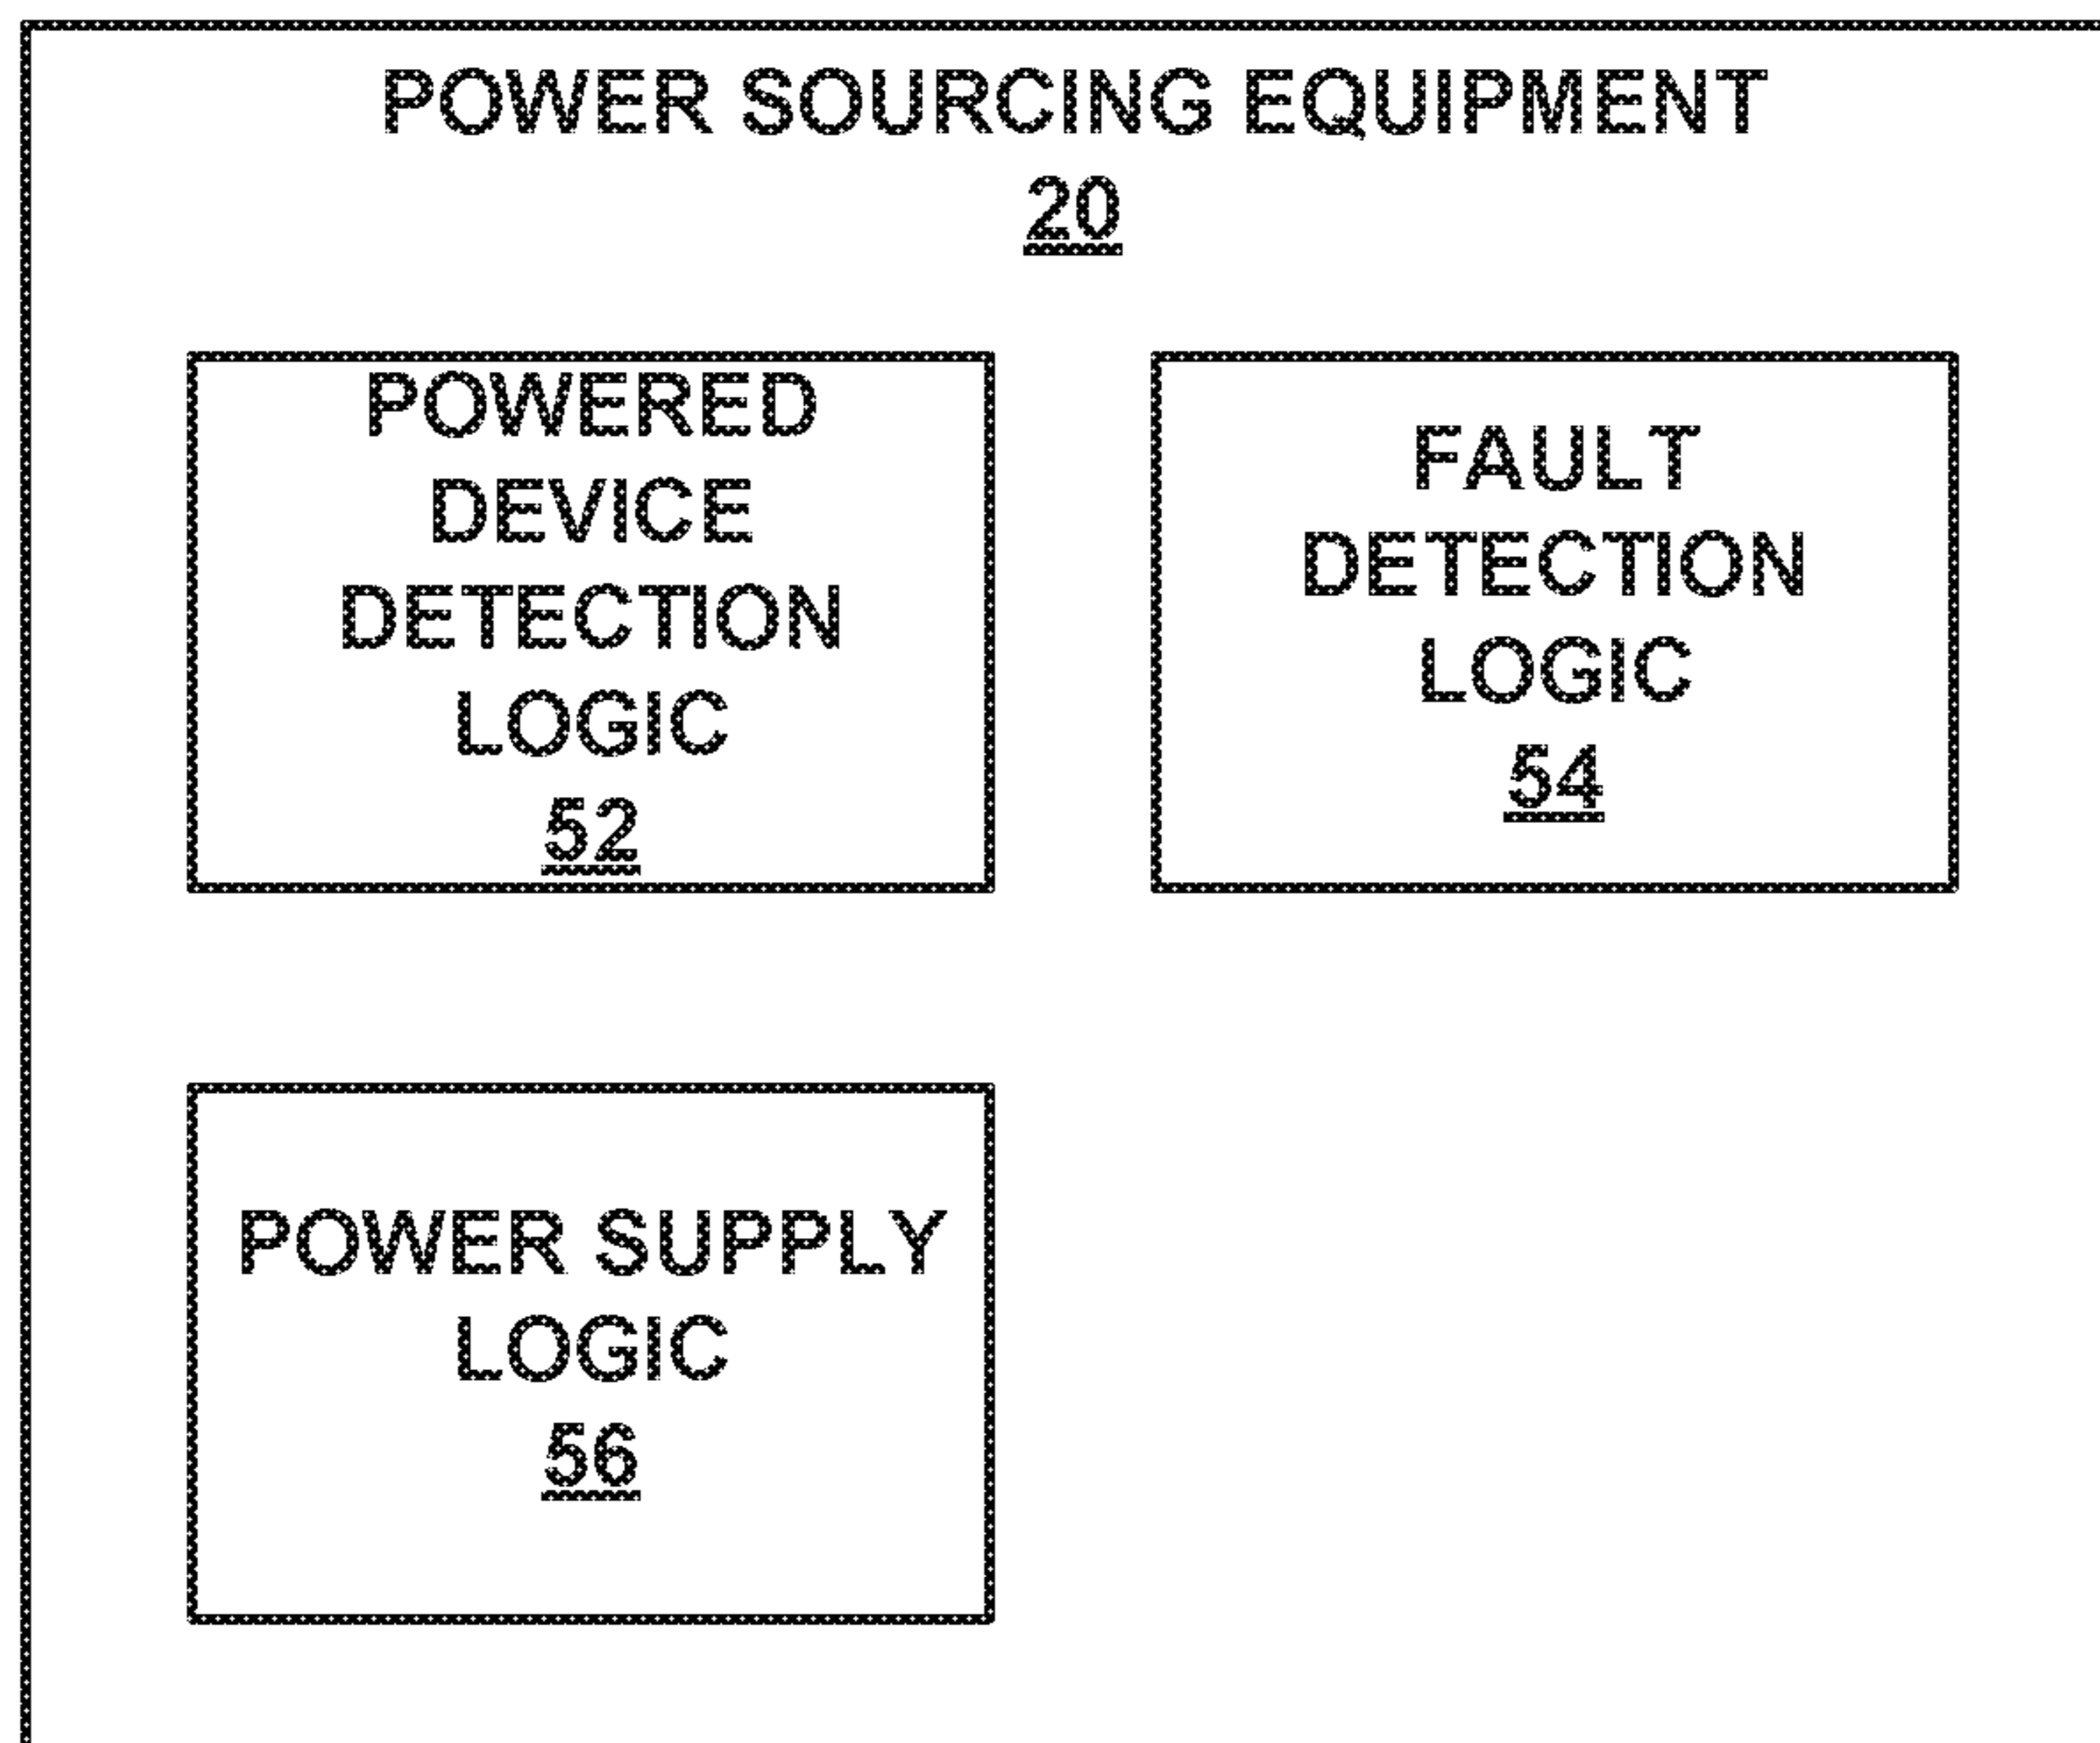 POWER SOURCING EQUIPMENT
20
POWERED
DEVICE
DETECTION
LOGIC
52
FAULT
DETECTION
LOGIC
54
POWER SUPPLY
LOGIC
56